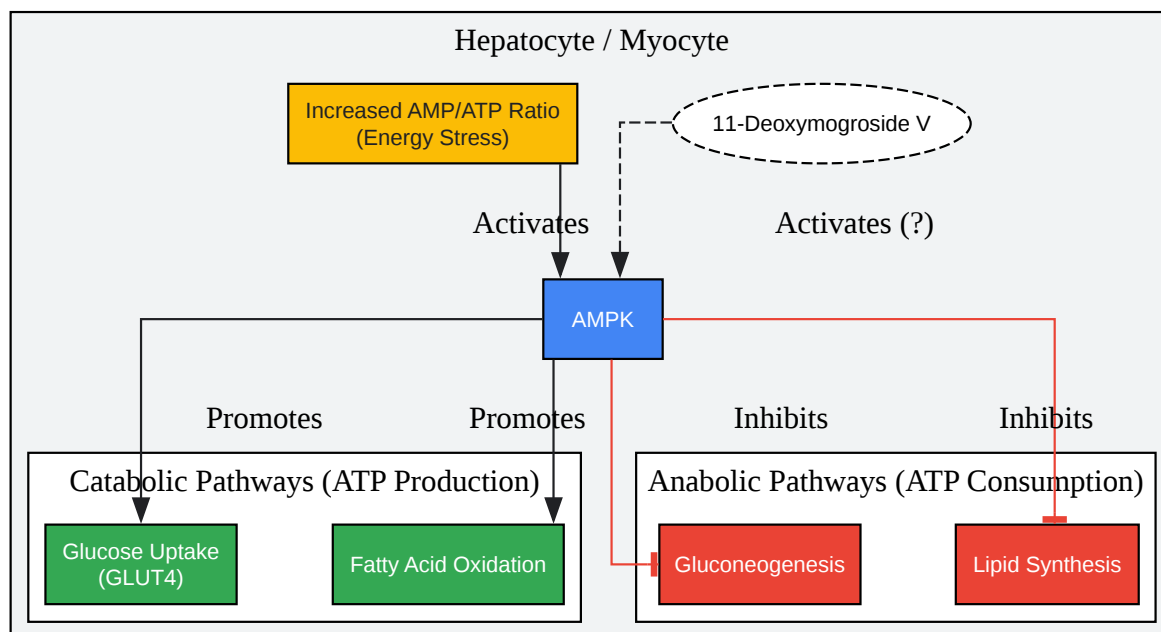 Hepatocyte / Myocyte
Increased AMP/ATP Ratio
(Energy Stress)
11-Deoxymogroside V
Activates
Activates (?)
AMPK
Promotes
Promotes
Inhibits
Inhibits
Catabolic Pathways (ATP Production)
Anabolic Pathways (ATP Consumption)
Glucose Uptake
(GLUT4)
Fatty Acid Oxidation
Gluconeogenesis
Lipid Synthesis